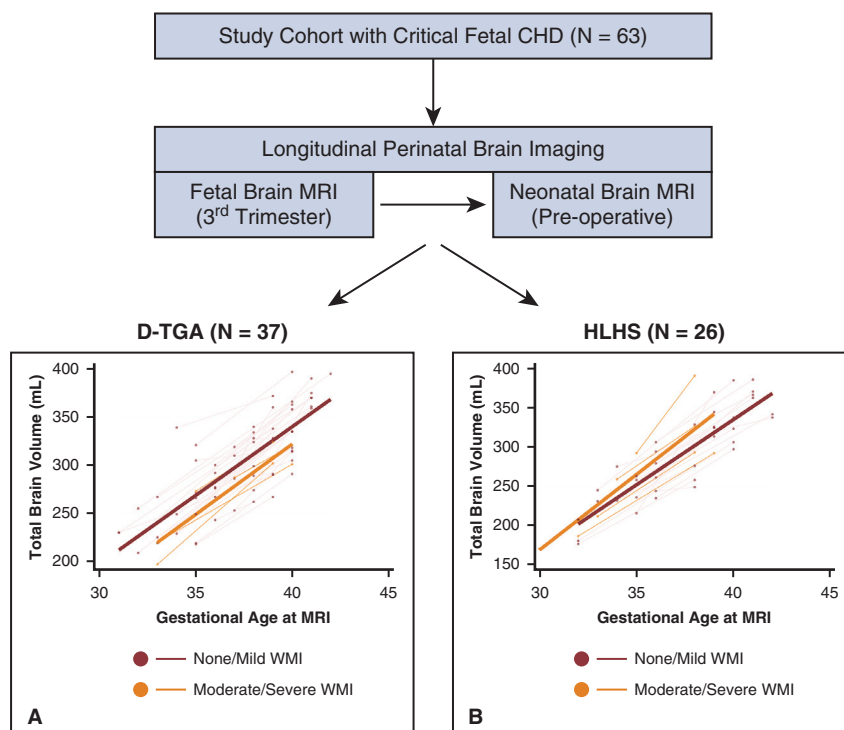 Study Cohort with Critical Fetal CHD (N = 63)
Longitudinal Perinatal Brain Imaging
Fetal Brain MRI
(3rd Trimester)
Neonatal Brain MRI
(Pre-operative)
D-TGA (N = 37)
400
350
300
250
200
Total Brain Volume (mL)
30 35 40 45
Gestational Age at MRI
None/Mild WMI
Moderate/Severe WMI
A
HLHS (N = 26)
400
350
300
250
200
150
Total Brain Volume (mL)
30 35 40 45
Gestational Age at MRI
None/Mild WMI
Moderate/Severe WMI
B